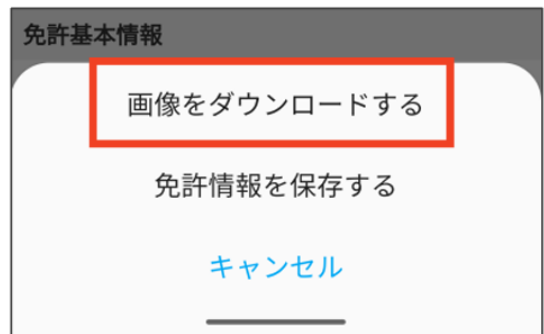 免許基本情報
画像をダウンロードする
免許情報を保存する
キャンセル